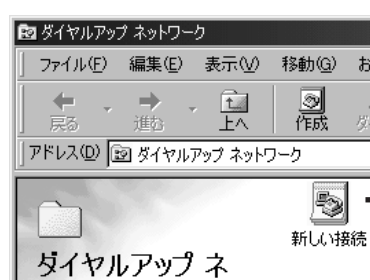 ダイヤルアップ ネットワーク
ファイル(F) 編集(E) 表示(V) 移動(G) お
戻る 進む 上へ 作成 ダ
アドレス(D) ダイヤルアップ ネットワーク
新しい接続
ダイヤルアップ ネ